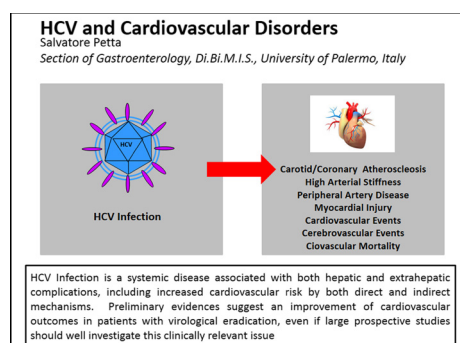 HCV and Cardiovascular Disorders
Salvatore Petta
Section of Gastroenterology, Di.Bi.M.I.S., University of Palermo, Italy
HCV
HCV Infection
Carotid/Coronary Atheroscleosis
High Arterial Stiffness
Peripheral Artery Disease
Myocardial Injury
Cardiovascular Events
Cerebrovascular Events
Ciovascular Mortality
HCV Infection is a systemic disease associated with both hepatic and extrahepatic
complications, including increased cardiovascular risk by both direct and indirect
mechanisms. Preliminary evidences suggest an improvement of cardiovascular
outcomes in patients with virological eradication, even if large prospective studies
should well investigate this clinically relevant issue